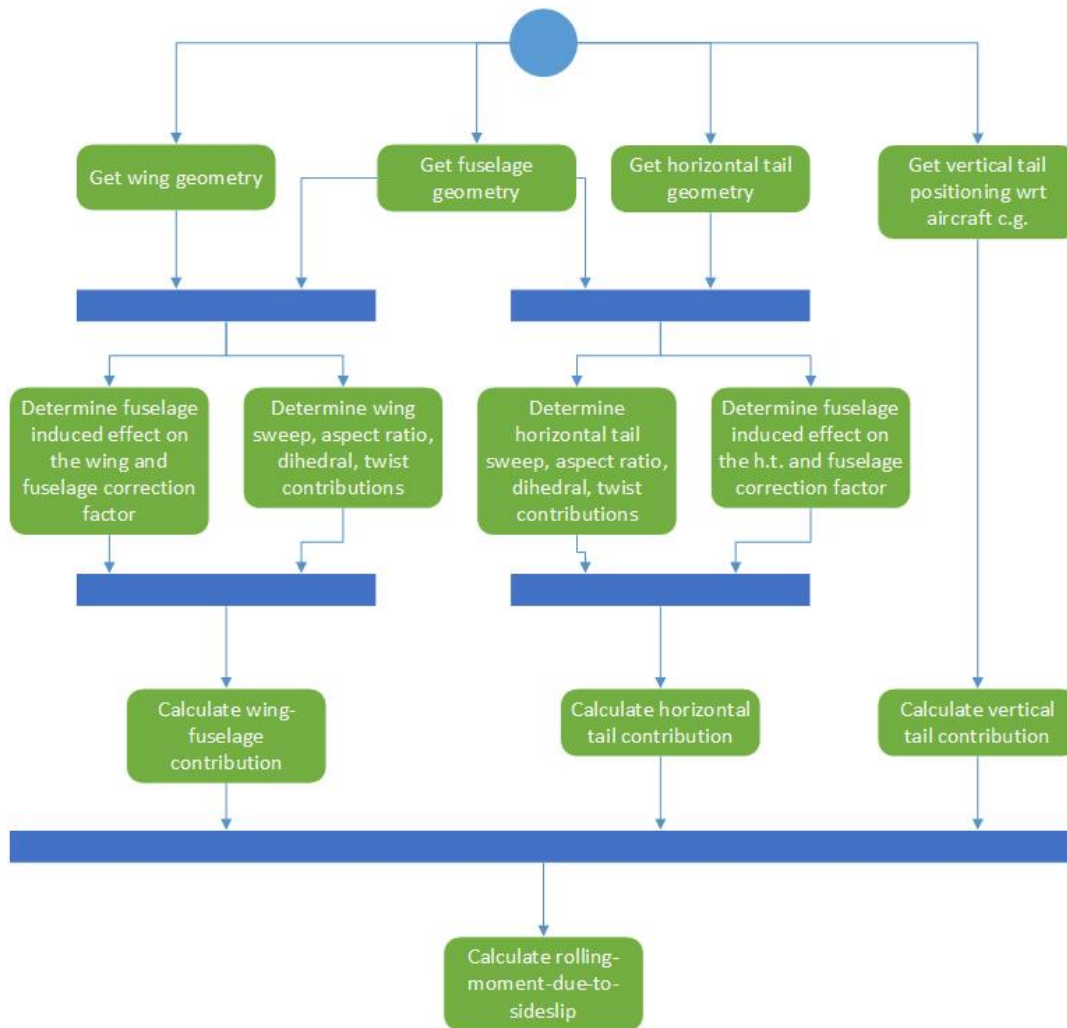 Get wing geometry
Get fuselage
geometry
Get horizontal tail
geometry
Get vertical tail
positioning wrt
aircraft c.g.
Determine fuselage
induced effect on
the wing and
fuselage correction
factor
Determine wing
sweep, aspect ratio,
dihedral, twist
contributions
Determine
horizontal tail
sweep, aspect ratio,
dihedral, twist
contributions
Determine fuselage
induced effect on
the h.t. and fuselage
correction factor
Calculate wing-
fuselage
contribution
Calculate horizontal
tail contribution
Calculate vertical
tail contribution
Calculate rolling-
moment-due-to-
sideslip